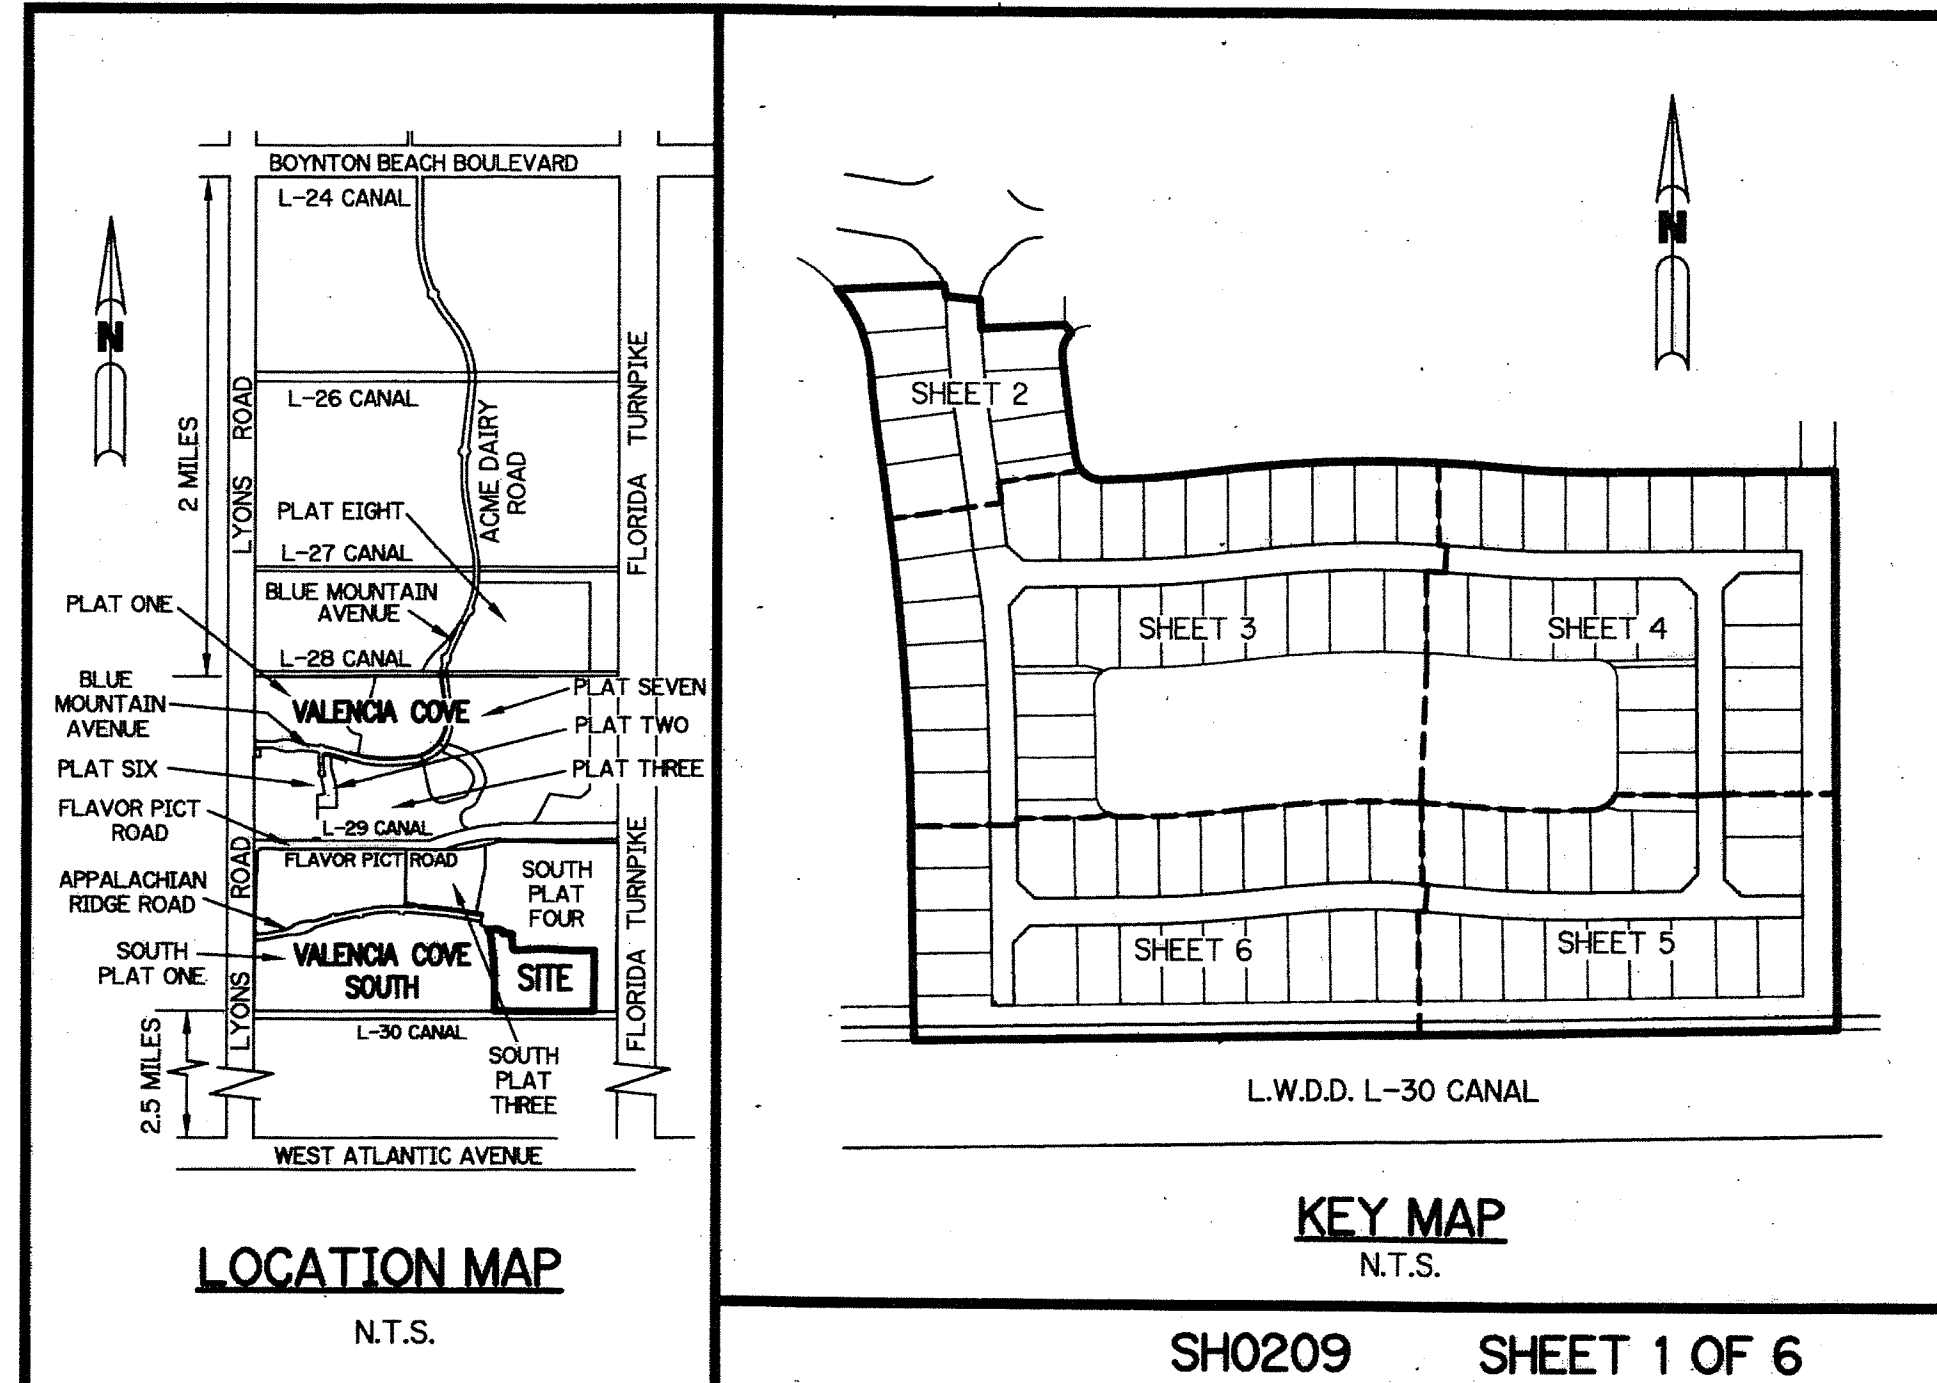 BOYNTON BEACH BOULEVARD
L-24 CANAL
N
L-26 CANAL
2 MILES
LYONS ROAD
ACME DAIRY
ROAD
FLORIDA TURNPIKE
PLAT EIGHT
L-27 CANAL
BLUE MOUNTAIN
AVENUE
PLAT ONE
L-28 CANAL
BLUE
MOUNTAIN
AVENUE
VALENCIA COVE
PLAT SEVEN
PLAT TWO
PLAT SIX
PLAT THREE
FLAVOR PICT
ROAD
L-29 CANAL
FLAVOR PICT ROAD
LYONS ROAD
FLORIDA TURNPIKE
SOUTH
PLAT
FOUR
APPALACHIAN
RIDGE ROAD
SOUTH
PLAT ONE
VALENCIA COVE
SOUTH
SITE
L-30 CANAL
2.5 MILES
SOUTH
PLAT
THREE
WEST ATLANTIC AVENUE
LOCATION MAP
N.T.S.
N
SHEET 2
SHEET 3
SHEET 4
SHEET 6
SHEET 5
L.W.D.D. L-30 CANAL
KEY MAP
N.T.S.
SH0209 SHEET 1 OF 6